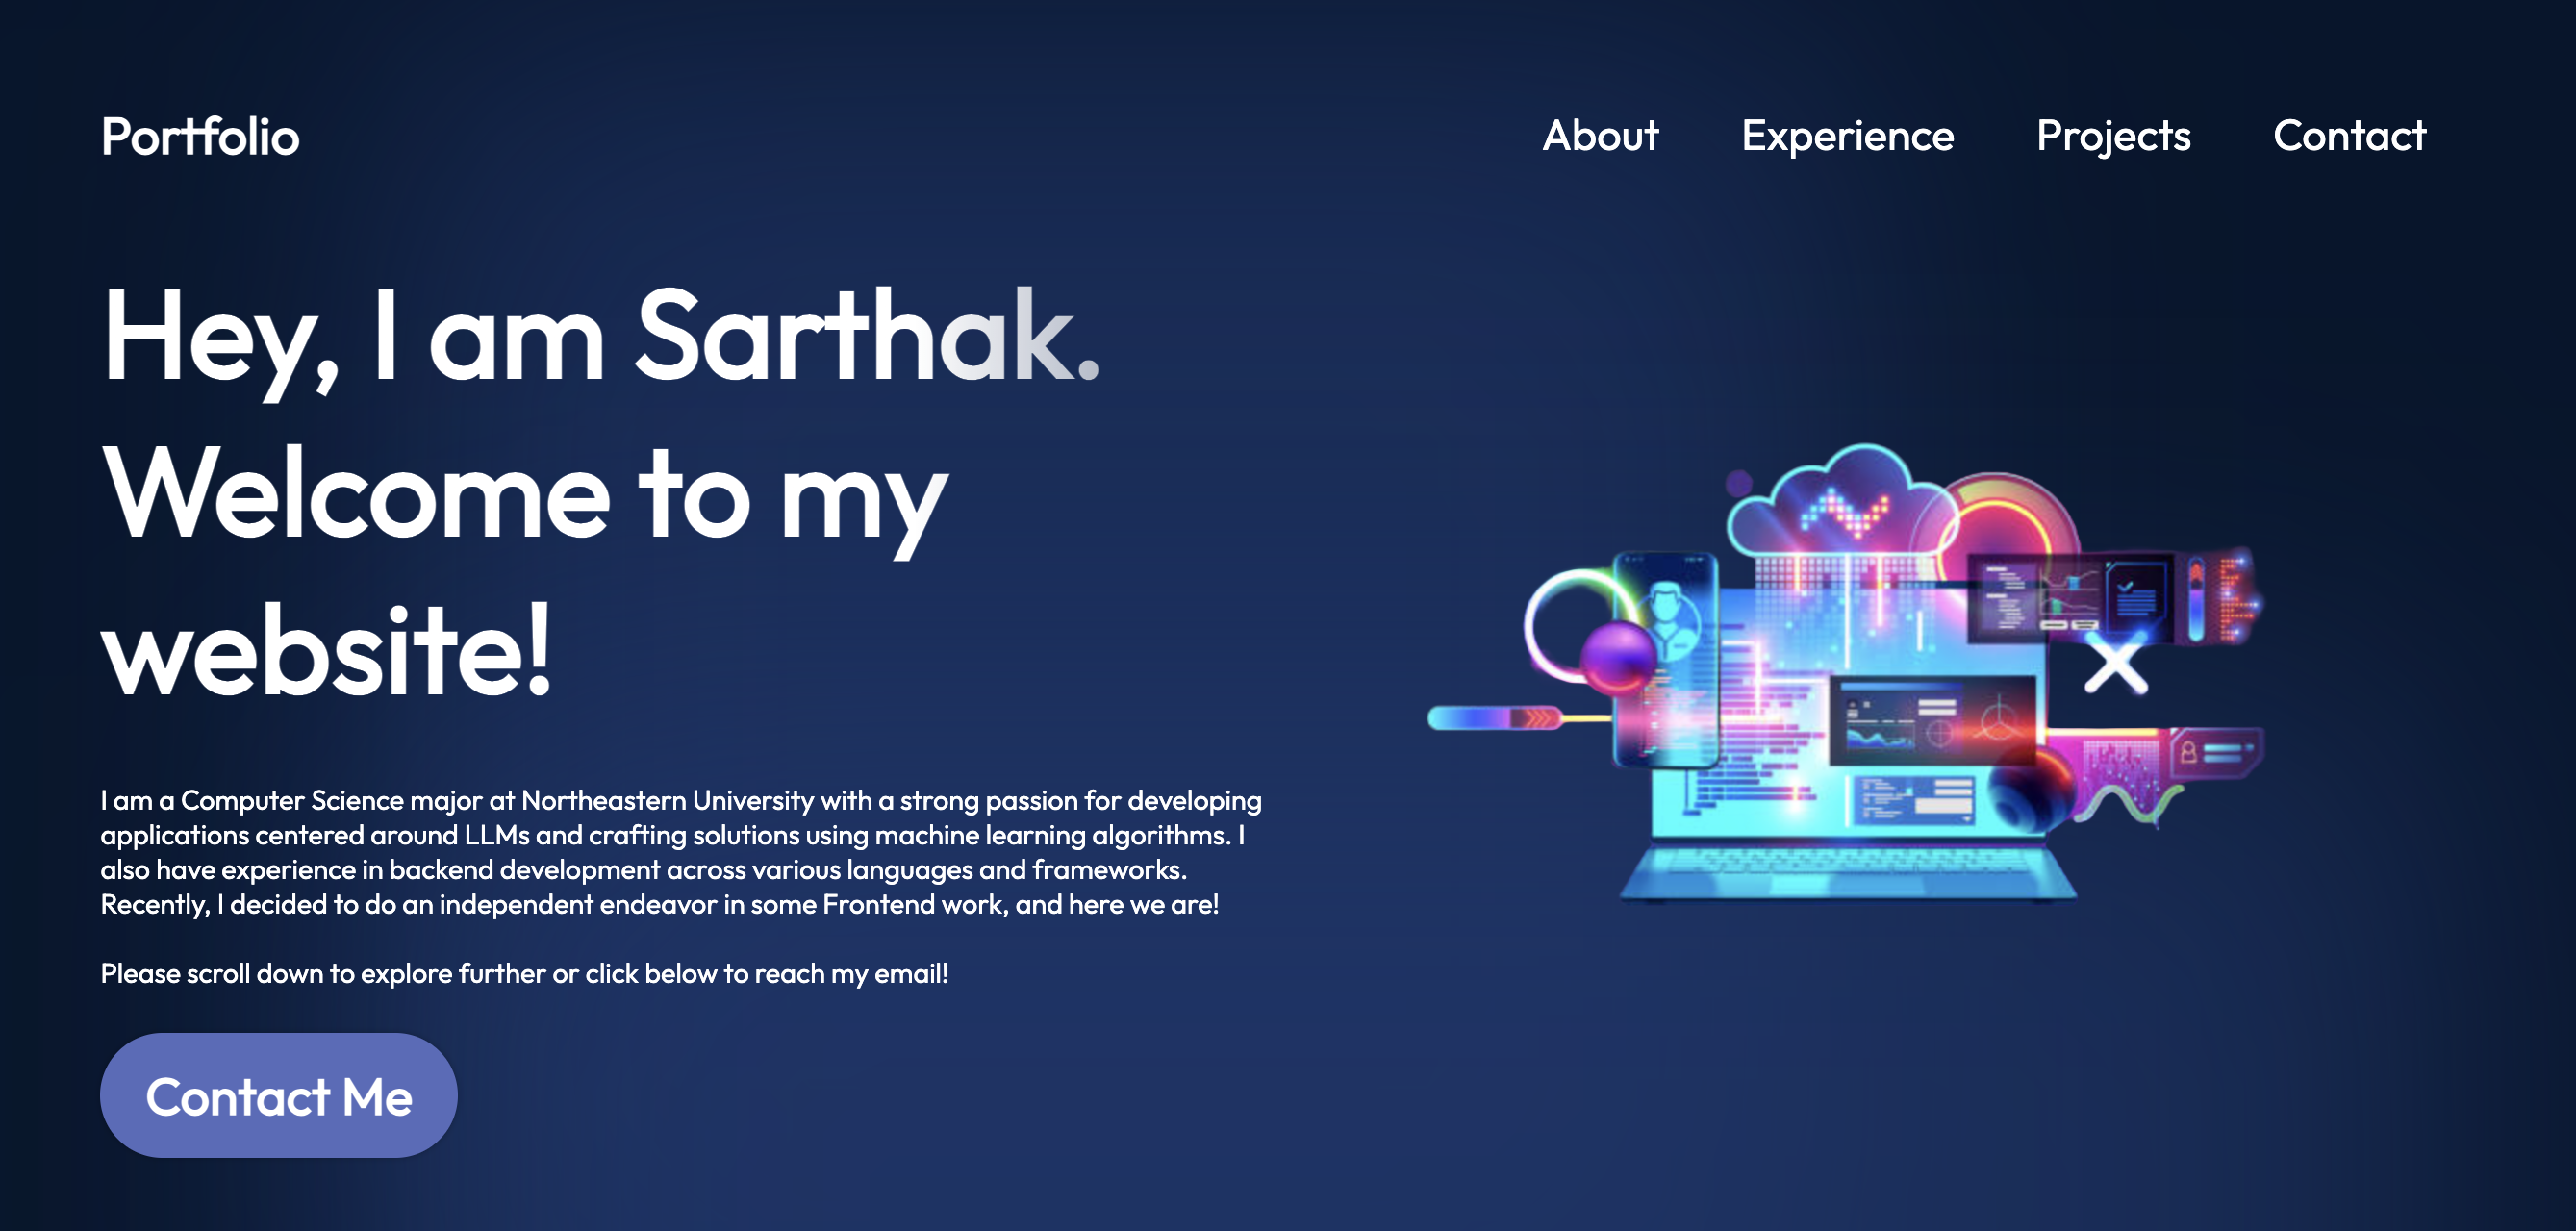 Portfolio
About
Experience
Projects
Contact
Hey, I am Sarthak.
Welcome to my
website!
I am a Computer Science major at Northeastern University with a strong passion for developing
applications centered around LLMs and crafting solutions using machine learning algorithms. I
also have experience in backend development across various languages and frameworks.
Recently, I decided to do an independent endeavor in some Frontend work, and here we are!
Please scroll down to explore further or click below to reach my email!
Contact Me